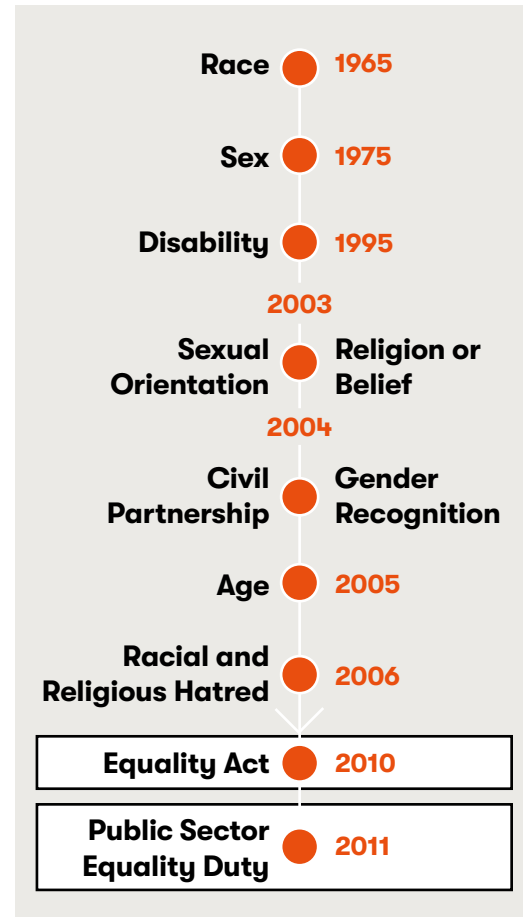 Race 1965
Sex 1975
Disability 1995
2003
Sexual Religion or
Orientation Belief
2004
Civil Gender
Partnership Recognition
Age 2005
Racial and
Religious Hatred 2006
Equality Act 2010
Public Sector
Equality Duty 2011